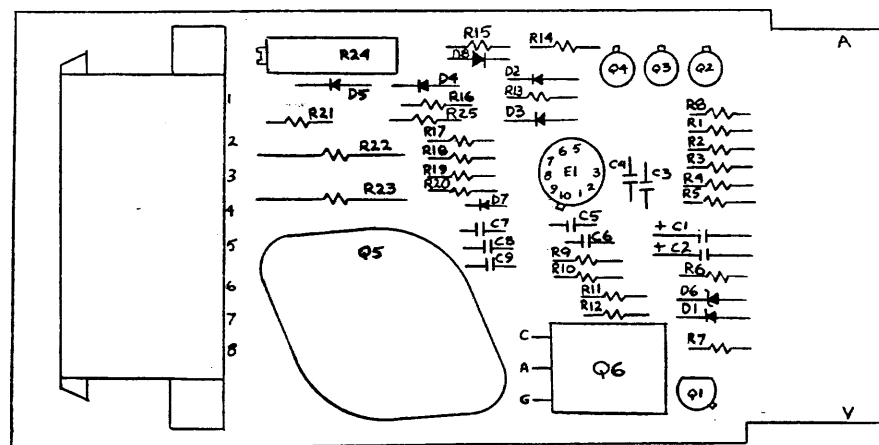 R15
R14
A
D8
R24
Q4
Q3
Q2
D5
D4
D2
R13
1
R16
R25
D3
R8
R21
R1
2
R17
R2
R22
R18
7 6 5
8 E1 3
9 10 1 2
C4
C3
R3
3
R19
R4
R23
R20
R5
4
D7
C7
C5
+ C1
5
Q5
C8
C6
+ C2
C9
R9
R10
R6
6
R11
D6
7
R12
D1
8
C
R7
A
Q6
G
Q1
V